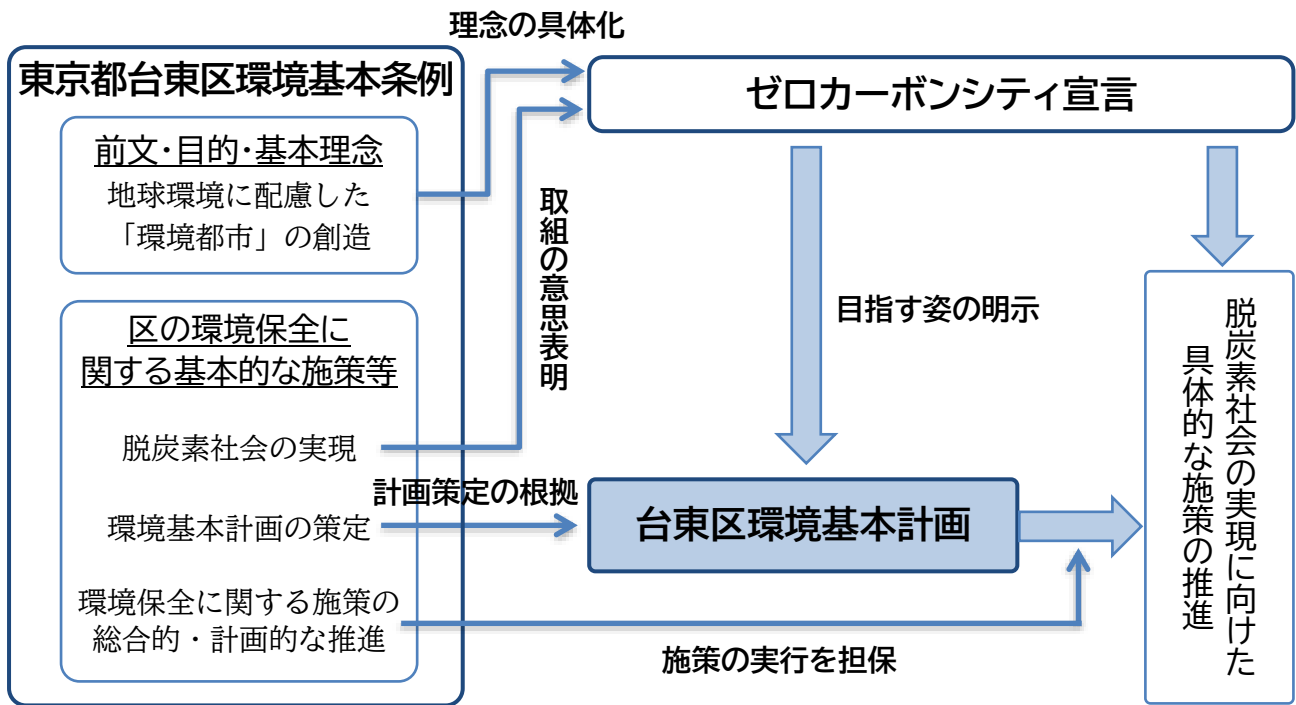 理念の具体化
東京都台東区環境基本条例
ゼロカーボンシティ宣言
前文・目的・基本理念
地球環境に配慮した
「環境都市」の創造
取組の意思表明
目指す姿の明示
区の環境保全に
関する基本的な施策等
脱炭素社会の実現
計画策定の根拠
環境基本計画の策定
台東区環境基本計画
環境保全に関する施策の
総合的・計画的な推進
施策の実行を担保
脱炭素社会の実現に向けた
具体的な施策の推進